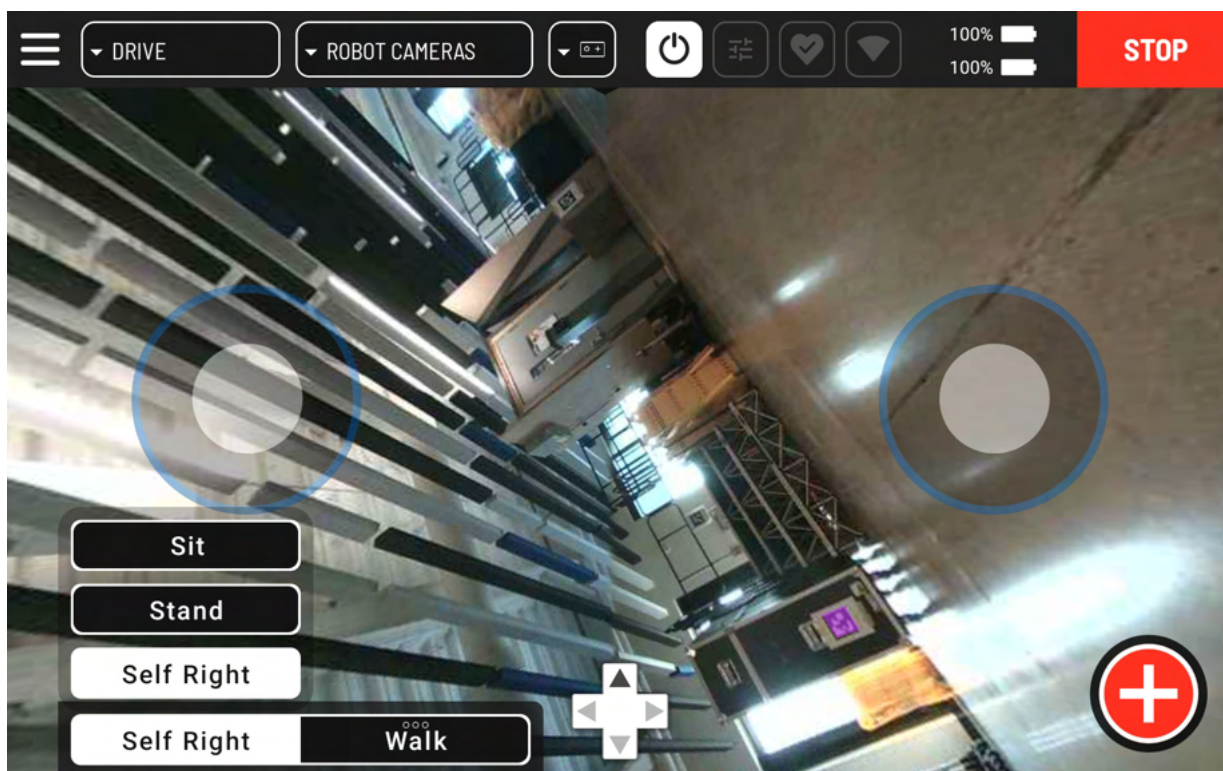 DRIVE
ROBOT CAMERAS
100%
100%
STOP
Sit
Stand
Self Right
Self Right
Walk